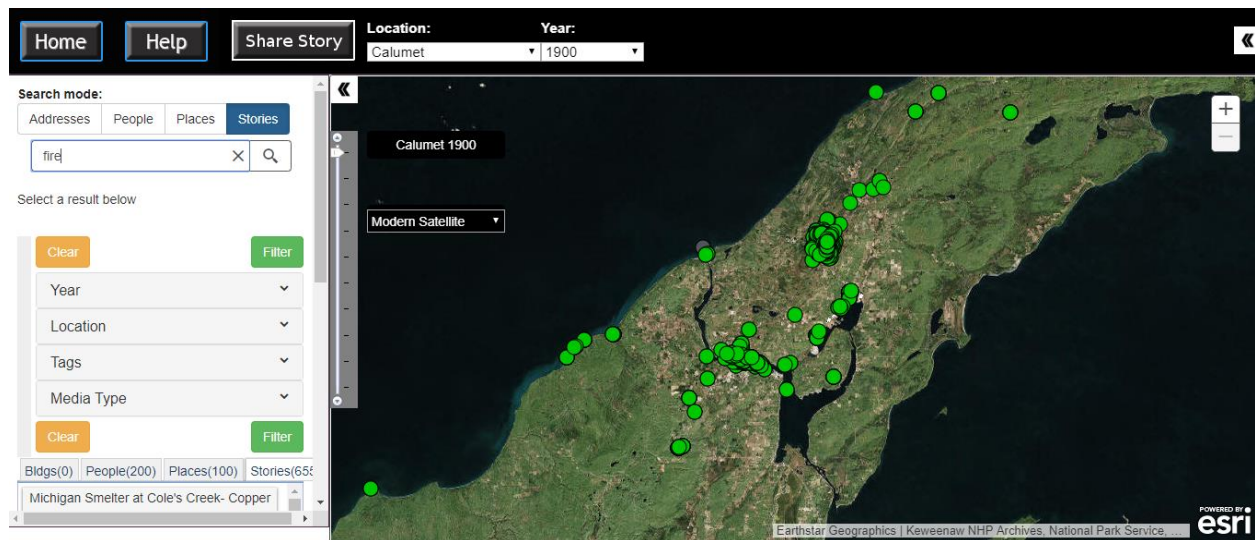 Home
Help
Share Story
Location:
Year:
Calumet
1900
Search mode:
Addresses People Places Stories
fire
Select a result below
Clear Filter
Year
Location
Tags
Media Type
Clear Filter
Bldgs(0) People(200) Places(100) Stories(655
Michigan Smelter at Cole's Creek- Copper
Calumet 1900
Modern Satellite
+
−
Earthstar Geographics | Keweenaw NHP Archives, National Park Service, ...
POWERED BY
esri